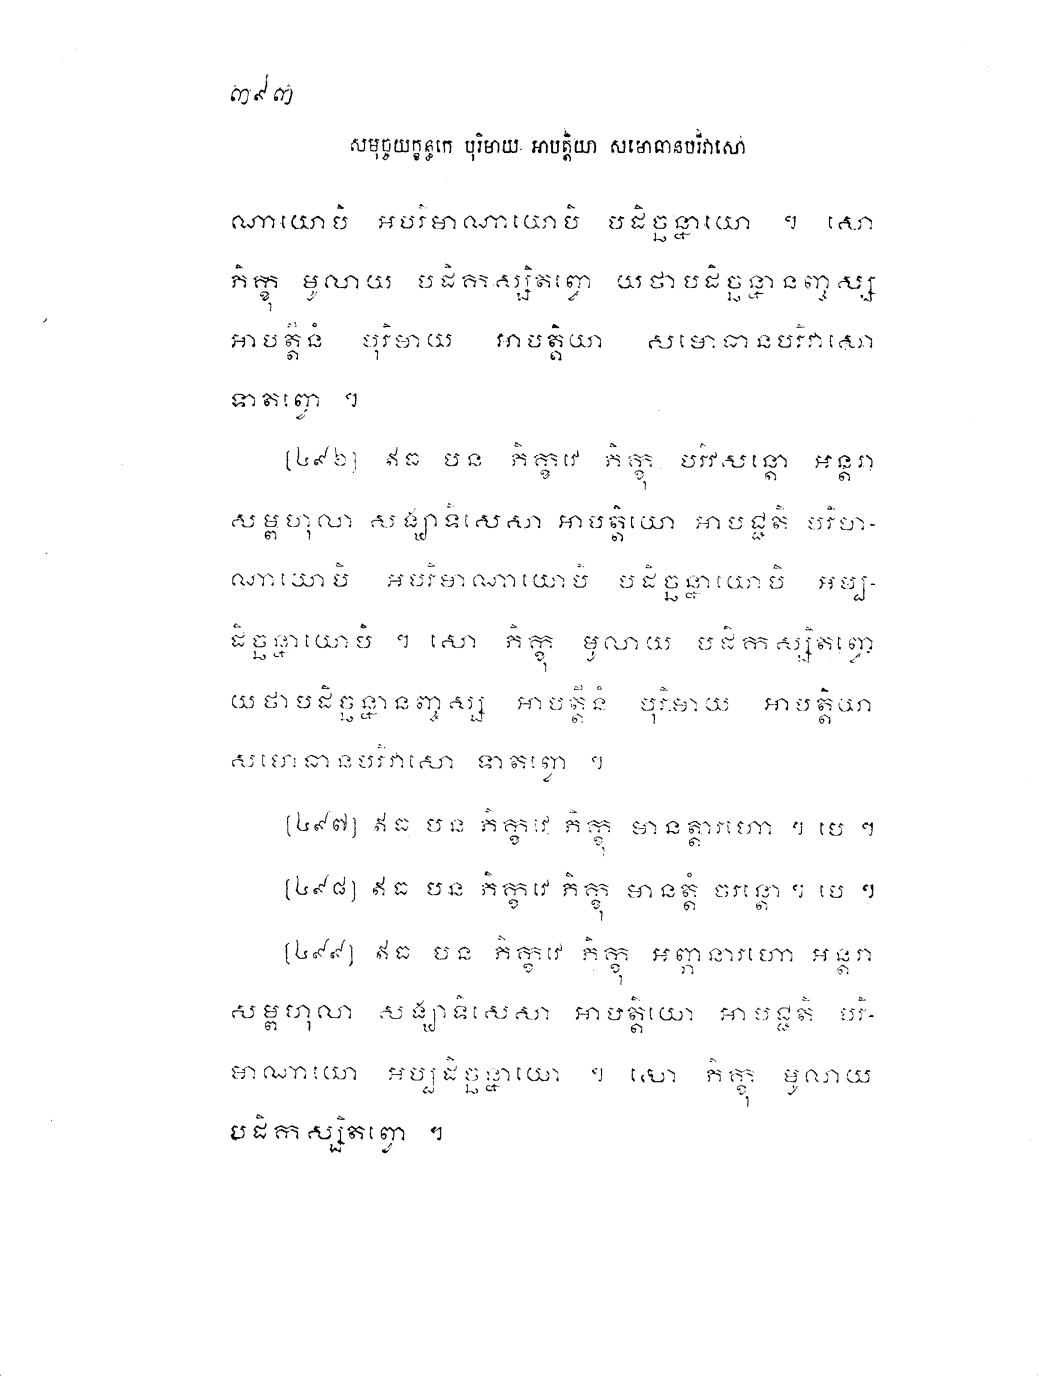 ៣៩៣
សមុច្ចយក្ខន្ធកេ បុរិមាយ អាបត្តិយា សមោធានបរិវាសោ
ណាយោបិ អបរិមាណាយោបិ បដិច្ឆន្នាយោ ។ សោ
ភិក្ខុ មូលាយ បដិកស្សិតព្វោ យថាបដិច្ឆន្នានញ្ចស្ស
អាបត្តីនំ បុរិមាយ អាបត្តិយា សមោធានបរិវាសោ
ទាតព្វោ ។
[៤៩៦] ឥធ បន ភិក្ខវេ ភិក្ខុ បរិវសន្តោ អន្តរា
សម្ពហុលា សង្ឃាទិសេសា អាបត្តិយោ អាបជ្ជតិ បរិមា-
ណាយោបិ អបរិមាណាយោបិ បដិច្ឆន្នាយោបិ អប្ប-
ដិច្ឆន្នាយោបិ ។ សោ ភិក្ខុ មូលាយ បដិកស្សិតព្វោ
យថាបដិច្ឆន្នានញ្ចស្ស អាបត្តីនំ បុរិមាយ អាបត្តិយា
សមោធានបរិវាសោ ទាតព្វោ ។
[៤៩៧] ឥធ បន ភិក្ខវេ ភិក្ខុ មានត្តារហោ ។ បេ ។
[៤៩៨] ឥធ បន ភិក្ខវេ ភិក្ខុ មានត្តំ ចរន្តោ ។ បេ ។
[៤៩៩] ឥធ បន ភិក្ខវេ ភិក្ខុ អព្ភានារហោ អន្តរា
សម្ពហុលា សង្ឃាទិសេសា អាបត្តិយោ អាបជ្ជតិ បរិ-
មាណាយោ អប្បដិច្ឆន្នាយោ ។ សោ ភិក្ខុ មូលាយ
បដិកស្សិតព្វោ ។